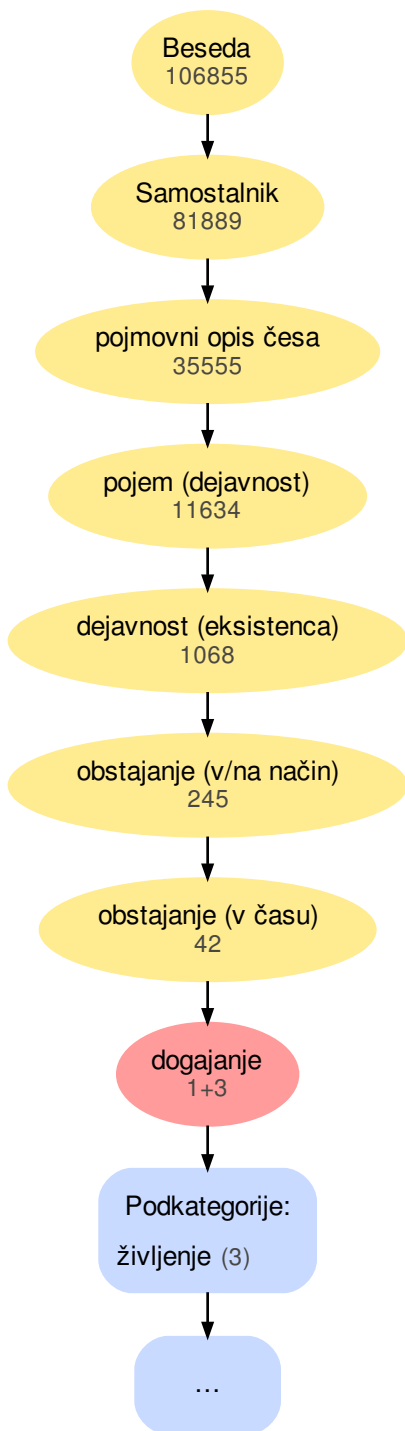 Beseda
106855
Samostalnik
81889
pojmovni opis česa
35555
pojem (dejavnost)
11634
dejavnost (eksistenca)
1068
obstajanje (v/na način)
245
obstajanje (v času)
42
dogajanje
1+3
Podkategorije:
življenje (3)
...